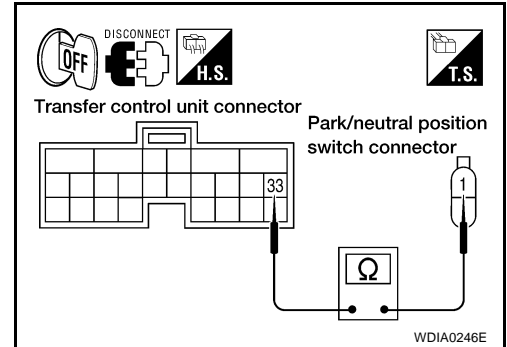 DISCONNECT
OFF
H.S.
T.S.
Transfer control unit connector
Park/neutral position
switch connector
33
1
Ω
WDIA0246E